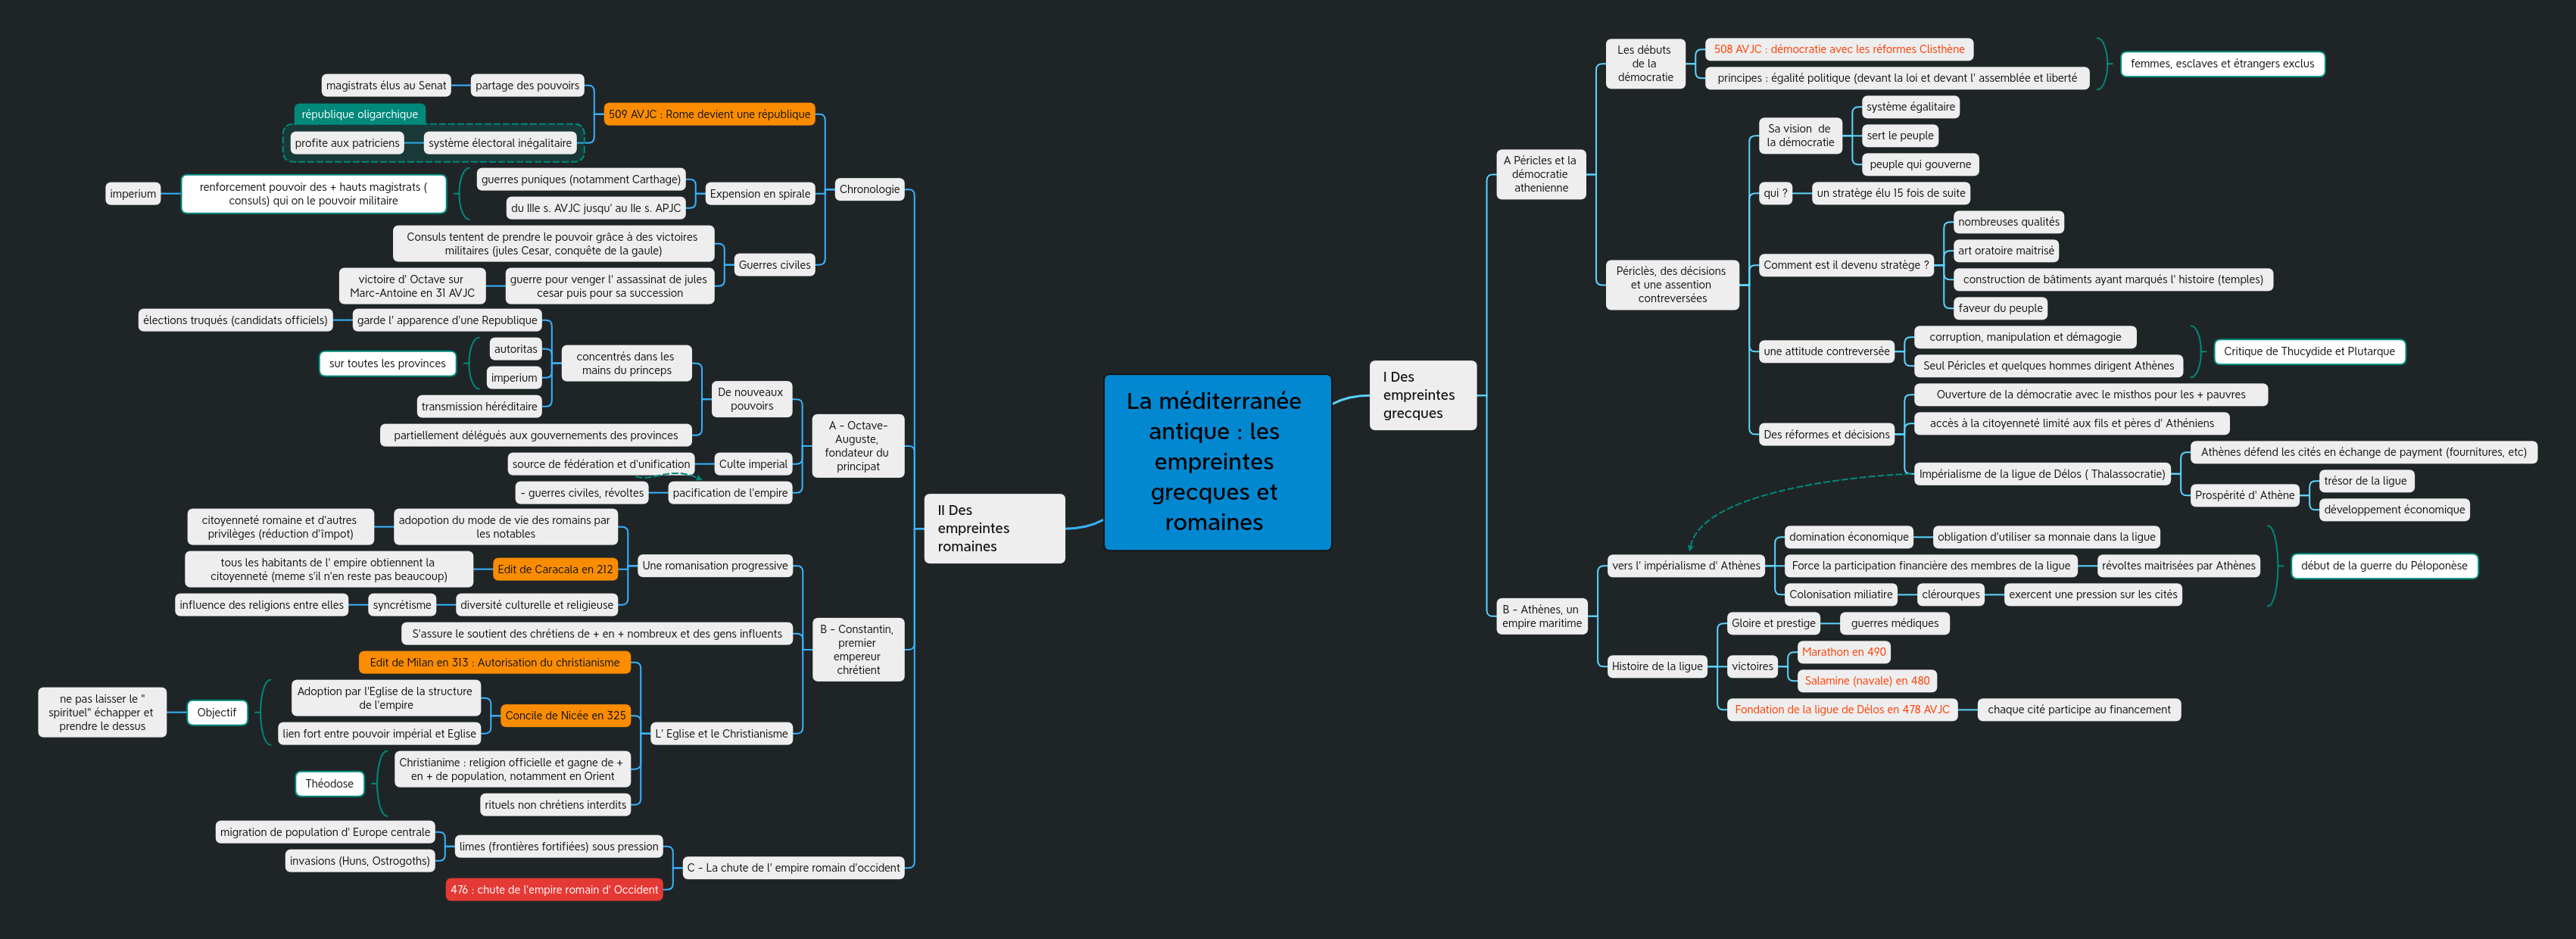 La méditerranée
antique : les
empreintes
grecques et
romaines
I Des
empreintes
grecques
A Péricles et la
démocratie
athenienne
Les débuts
de la
démocratie
508 AVJC : démocratie avec les réformes Clisthène
principes : égalité politique (devant la loi et devant l' assemblée et liberté
femmes, esclaves et étrangers exclus
Périclès, des décisions
et une assention
contreversées
Sa vision de
la démocratie
système égalitaire
sert le peuple
peuple qui gouverne
qui ?
un stratège élu 15 fois de suite
Comment est il devenu stratège ?
nombreuses qualités
art oratoire maitrisé
construction de bâtiments ayant marqués l' histoire (temples)
faveur du peuple
une attitude contreversée
corruption, manipulation et démagogie
Seul Péricles et quelques hommes dirigent Athènes
Critique de Thucydide et Plutarque
Des réformes et décisions
Ouverture de la démocratie avec le misthos pour les + pauvres
accès à la citoyenneté limité aux fils et pères d' Athéniens
Impérialisme de la ligue de Délos ( Thalassocratie)
Athènes défend les cités en échange de payment (fournitures, etc)
Prospérité d' Athène
trésor de la ligue
développement économique
B - Athènes, un
empire maritime
vers l' impérialisme d' Athènes
domination économique
obligation d'utiliser sa monnaie dans la ligue
Force la participation financière des membres de la ligue
révoltes maitrisées par Athènes
Colonisation miliatire
clérourques
exercent une pression sur les cités
début de la guerre du Péloponèse
Histoire de la ligue
Gloire et prestige
guerres médiques
victoires
Marathon en 490
Salamine (navale) en 480
Fondation de la ligue de Délos en 478 AVJC
chaque cité participe au financement
II Des
empreintes
romaines
Chronologie
509 AVJC : Rome devient une république
partage des pouvoirs
magistrats élus au Senat
république oligarchique
système électoral inégalitaire
profite aux patriciens
Expension en spirale
guerres puniques (notamment Carthage)
du IIIe s. AVJC jusqu' au IIe s. APJC
renforcement pouvoir des + hauts magistrats (
consuls) qui on le pouvoir militaire
imperium
Guerres civiles
Consuls tentent de prendre le pouvoir grâce à des victoires
militaires (jules Cesar, conquête de la gaule)
guerre pour venger l' assassinat de jules
cesar puis pour sa succession
victoire d' Octave sur
Marc-Antoine en 31 AVJC
A - Octave-
Auguste,
fondateur du
principat
De nouveaux
pouvoirs
concentrés dans les
mains du princeps
garde l' apparence d'une Republique
élections truqués (candidats officiels)
autoritas
imperium
sur toutes les provinces
transmission héréditaire
partiellement délégués aux gouvernements des provinces
Culte imperial
source de fédération et d'unification
pacification de l'empire
- guerres civiles, révoltes
B - Constantin,
premier
empereur
chrétient
Une romanisation progressive
adopotion du mode de vie des romains par
les notables
citoyenneté romaine et d'autres
privilèges (réduction d'impot)
Edit de Caracala en 212
tous les habitants de l' empire obtiennent la
citoyenneté (meme s'il n'en reste pas beaucoup)
diversité culturelle et religieuse
syncrétisme
influence des religions entre elles
S'assure le soutient des chrétiens de + en + nombreux et des gens influents
L' Eglise et le Christianisme
Edit de Milan en 313 : Autorisation du christianisme
Concile de Nicée en 325
Adoption par l'Eglise de la structure
de l'empire
lien fort entre pouvoir impérial et Eglise
Objectif
ne pas laisser le "
spirituel" échapper et
prendre le dessus
Christianime : religion officielle et gagne de +
en + de population, notamment en Orient
rituels non chrétiens interdits
Théodose
C - La chute de l' empire romain d'occident
limes (frontières fortifiées) sous pression
migration de population d' Europe centrale
invasions (Huns, Ostrogoths)
476 : chute de l'empire romain d' Occident